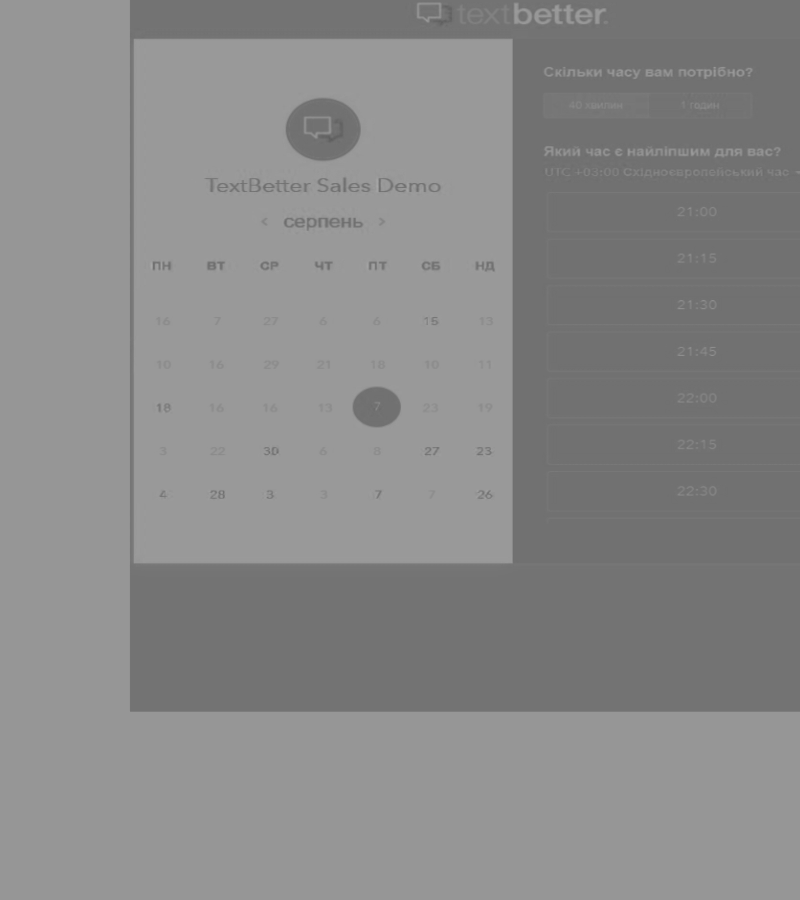 textbetter.
TextBetter Sales Demo
< серпень >
ПН ВТ СР ЧТ ПТ СБ НД
16 7 27 6 6 15 13
10 16 29 21 18 10 11
18 16 16 13 7 23 19
3 22 30 6 8 27 23
4 28 3 3 7 7 26
Скільки часу вам потрібно?
40 хвилин 1 годин
Який час є найліпшим для вас?
UTC +03:00 Східноєвропейський час
21:00
21:15
21:30
21:45
22:00
22:15
22:30